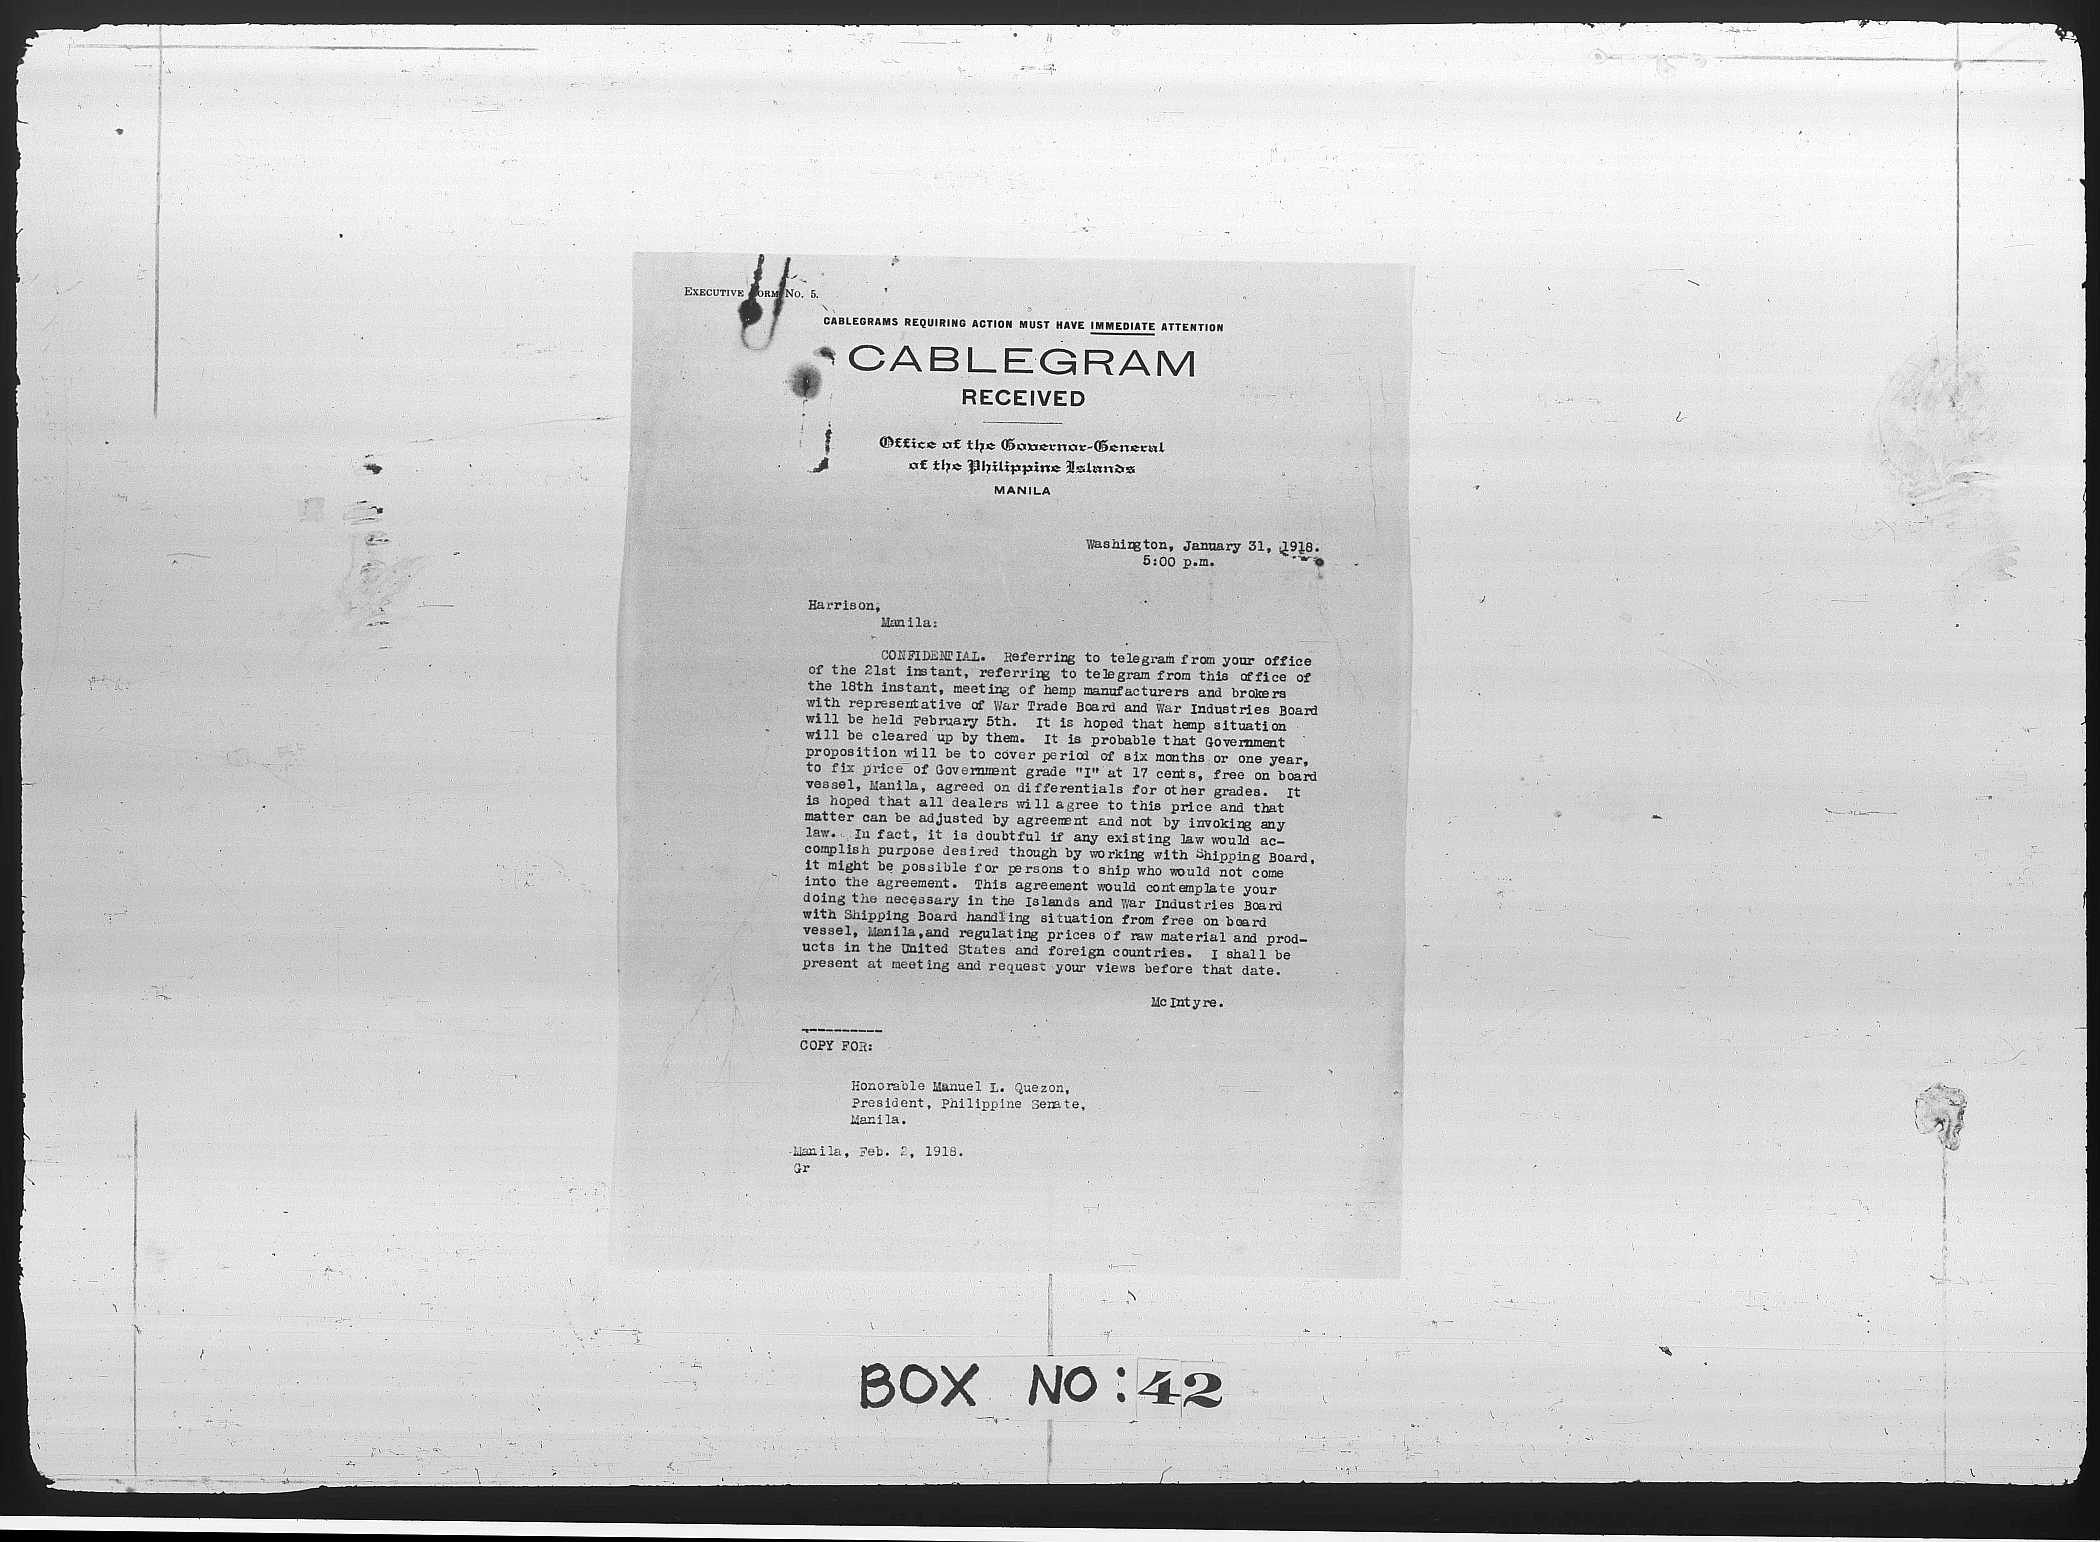 EXECUTIVE FORM No. 5.
CABLEGRAMS REQUIRING ACTION MUST HAVE IMMEDIATE ATTENTION
CABLEGRAM
RECEIVED
Office of the Governor-General
of the Philippine Islands
MANILA
Washington, January 31, 1918.
5:00 p.m.
Harrison,
Manila:
CONFIDENTIAL. Referring to telegram from your office
of the 21st instant, referring to telegram from this office of
the 18th instant, meeting of hemp manufacturers and brokers
with representative of War Trade Board and War Industries Board
will be held February 5th. It is hoped that hemp situation
will be cleared up by them. It is probable that Government
proposition will be to cover period of six months or one year,
to fix price of Government grade "I" at 17 cents, free on board
vessel, Manila, agreed on differentials for other grades. It
is hoped that all dealers will agree to this price and that
matter can be adjusted by agreement and not by invoking any
law. In fact, it is doubtful if any existing law would ac-
complish purpose desired though by working with Shipping Board,
it might be possible for persons to ship who would not come
into the agreement. This agreement would contemplate your
doing the necessary in the Islands and War Industries Board
with Shipping Board handling situation from free on board
vessel, Manila,and regulating prices of raw material and prod-
ucts in the United States and foreign countries. I shall be
present at meeting and request your views before that date.
McIntyre.
-----------
COPY FOR:
Honorable Manuel L. Quezon,
President, Philippine Senate,
Manila.
Manila, Feb. 2, 1918.
Gr
BOX NO: 42